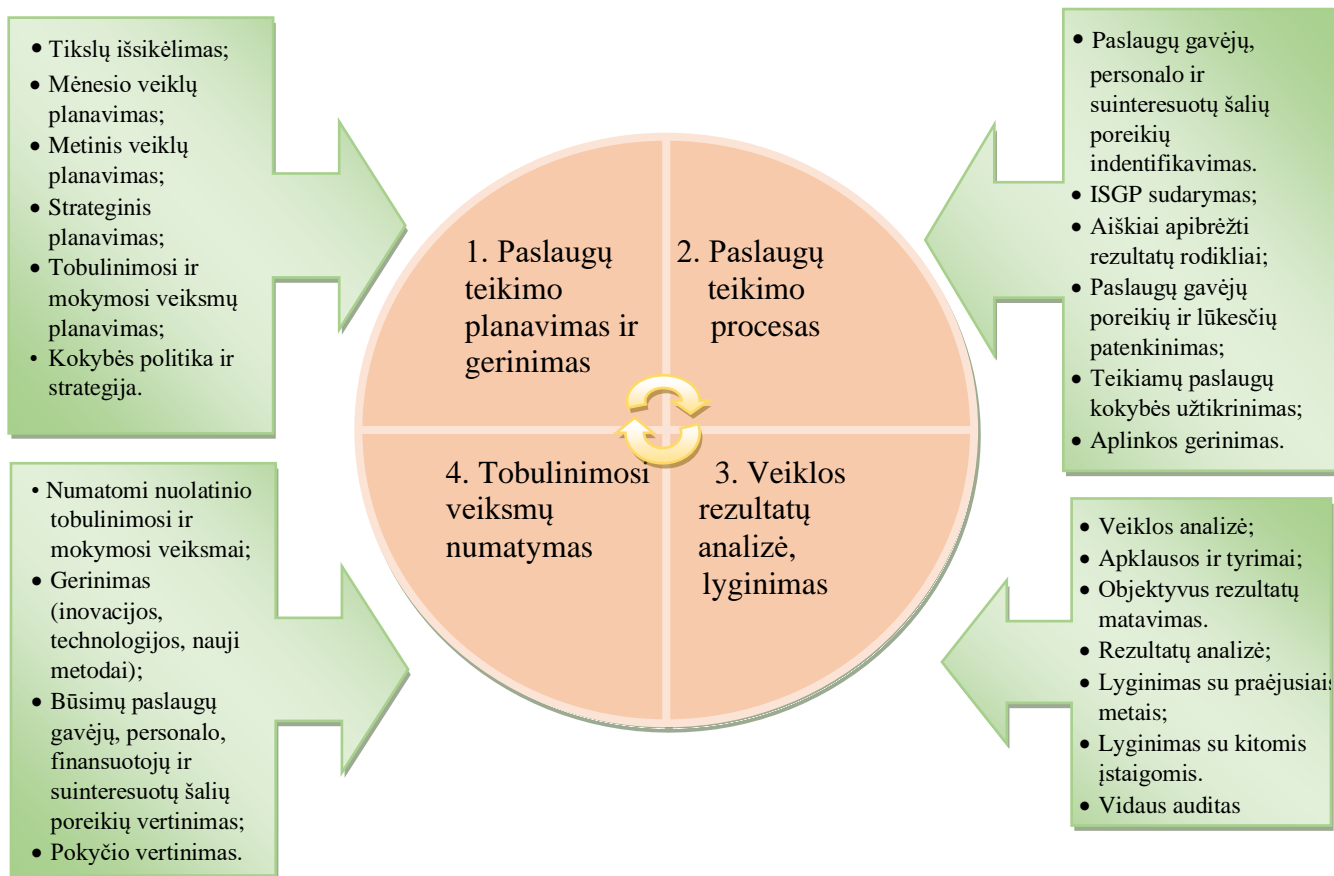 • Tikslų išsikėlimas;
• Mėnesio veiklų
planavimas;
• Metinis veiklų
planavimas;
• Strateginis
planavimas;
• Tobulinimosi ir
mokymosi veiksmų
planavimas;
• Kokybės politika ir
strategija.
1. Paslaugų
teikimo
planavimas ir
gerinimas
2. Paslaugų
teikimo
procesas
• Paslaugų gavėjų,
personalo ir
suinteresuotų šalių
poreikių
indentifikavimas.
• ISGP sudarymas;
• Aiškiai apibrėžti
rezultatų rodikliai;
• Paslaugų gavėjų
poreikių ir lūkesčių
patenkinimas;
• Teikiamų paslaugų
kokybės užtikrinimas;
• Aplinkos gerinimas.
• Numatomi nuolatinio
tobulinimosi ir
mokymosi veiksmai;
• Gerinimas
(inovacijos,
technologijos, nauji
metodai);
• Būsimų paslaugų
gavėjų, personalo,
finansuotojų ir
suinteresuotų šalių
poreikių vertinimas;
• Pokyčio vertinimas.
4. Tobulinimosi
veiksmų
numatymas
3. Veiklos
rezultatų
analizė,
lyginimas
• Veiklos analizė;
• Apklausos ir tyrimai;
• Objektyvus rezultatų
matavimas.
• Rezultatų analizė;
• Lyginimas su praėjusiais
metais;
• Lyginimas su kitomis
įstaigomis.
• Vidaus auditas